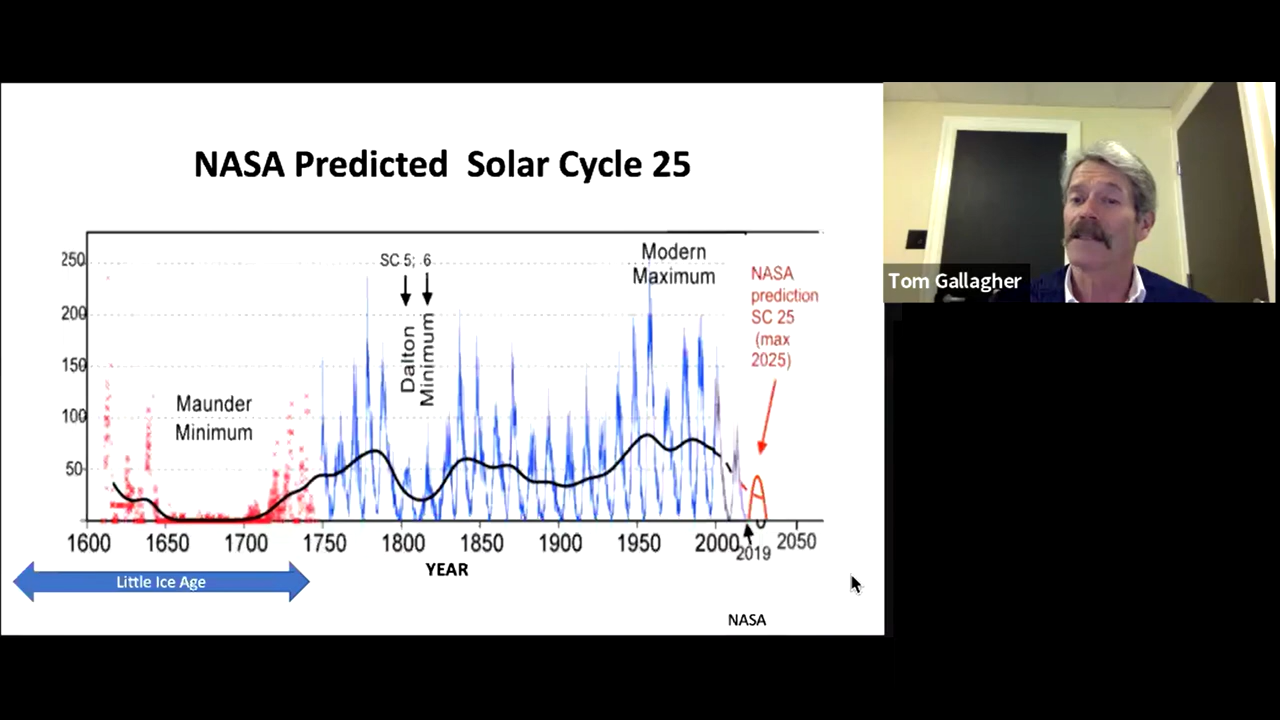 NASA Predicted  Solar Cycle 25
250
200
150
100
50
SC 5; 6
Dalton
Minimum
Maunder
Minimum
Modern
Maximum
NASA
prediction
SC 25
(max
2025)
1600 1650 1700 1750 1800 1850 1900 1950 2000 2050
2019
YEAR
Little Ice Age
NASA
Tom Gallagher